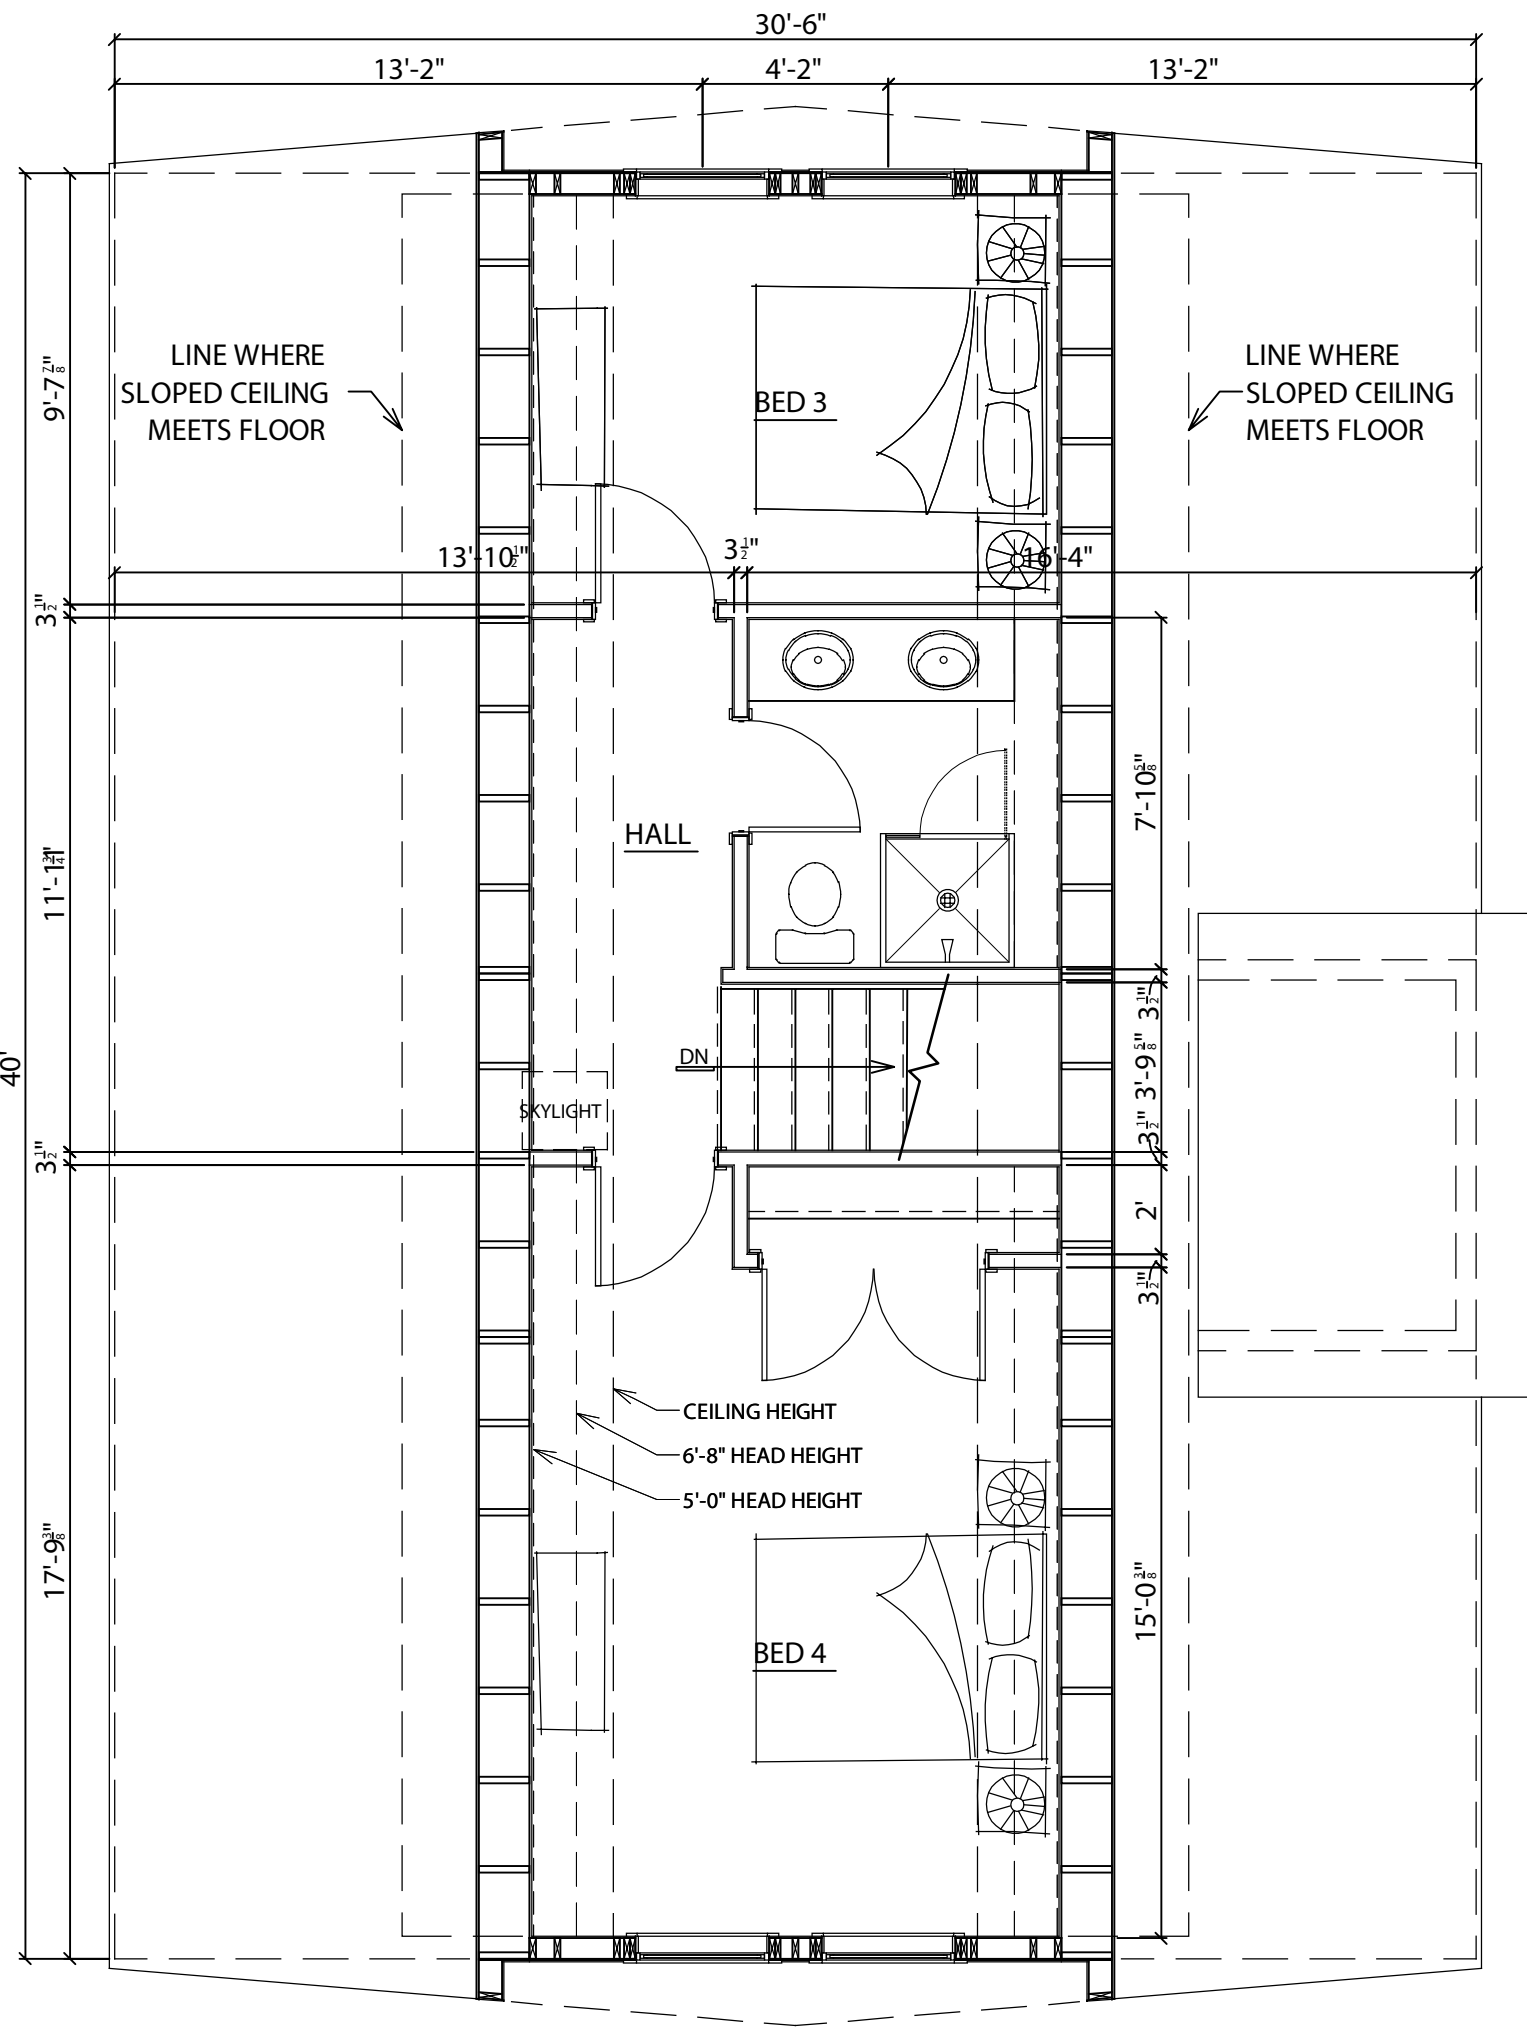 30'-6"
13'-2"
4'-2"
13'-2"
LINE WHERE
SLOPED CEILING
MEETS FLOOR
LINE WHERE
SLOPED CEILING
MEETS FLOOR
9'-7 7/8"
BED 3
13'-10 1/2"
3 1/2"
16'-4"
3 1/2"
7'-10 5/8"
HALL
11'-1 3/4"
3 1/2"
40'
DN
3'-9 5/8"
SKYLIGHT
3 1/2"
3 1/2"
2'
3 1/2"
CEILING HEIGHT
6'-8" HEAD HEIGHT
5'-0" HEAD HEIGHT
17'-9 3/8"
15'-0 3/8"
BED 4